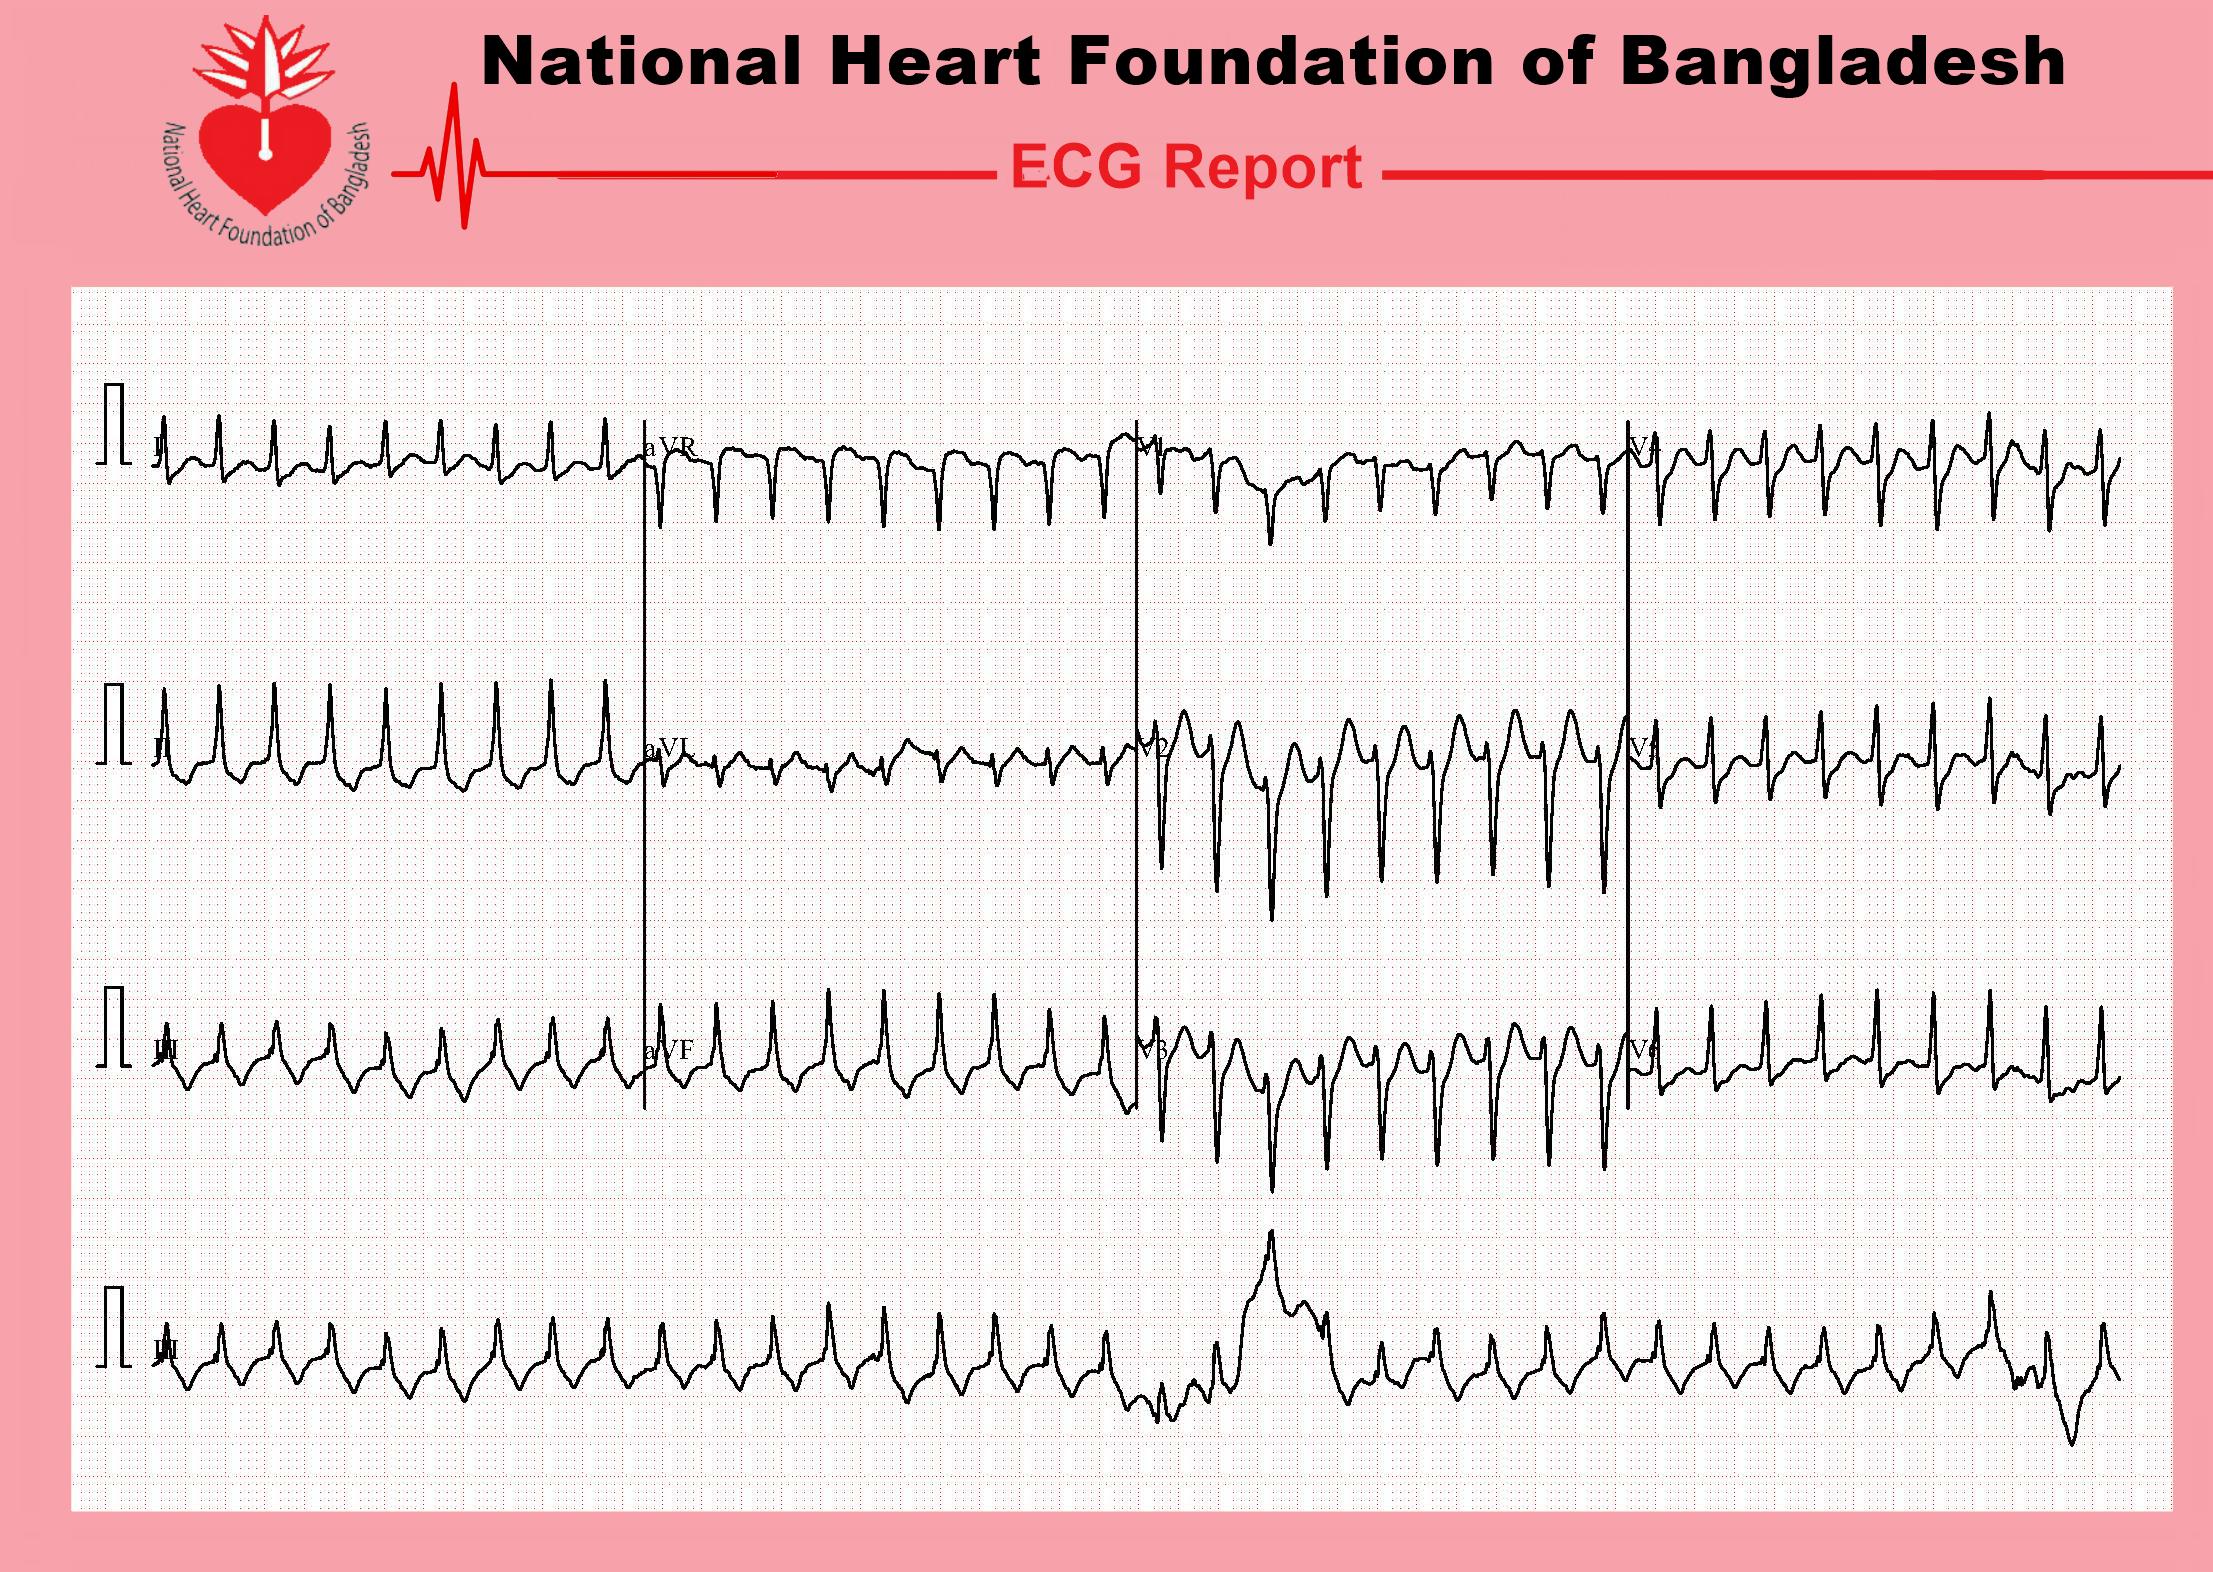 National Heart Foundation of Bangladesh
ECG Report
National Heart Foundation of Bangladesh
I
aVR
V1
V4
II
aVL
V2
V5
III
aVF
V3
V6
III